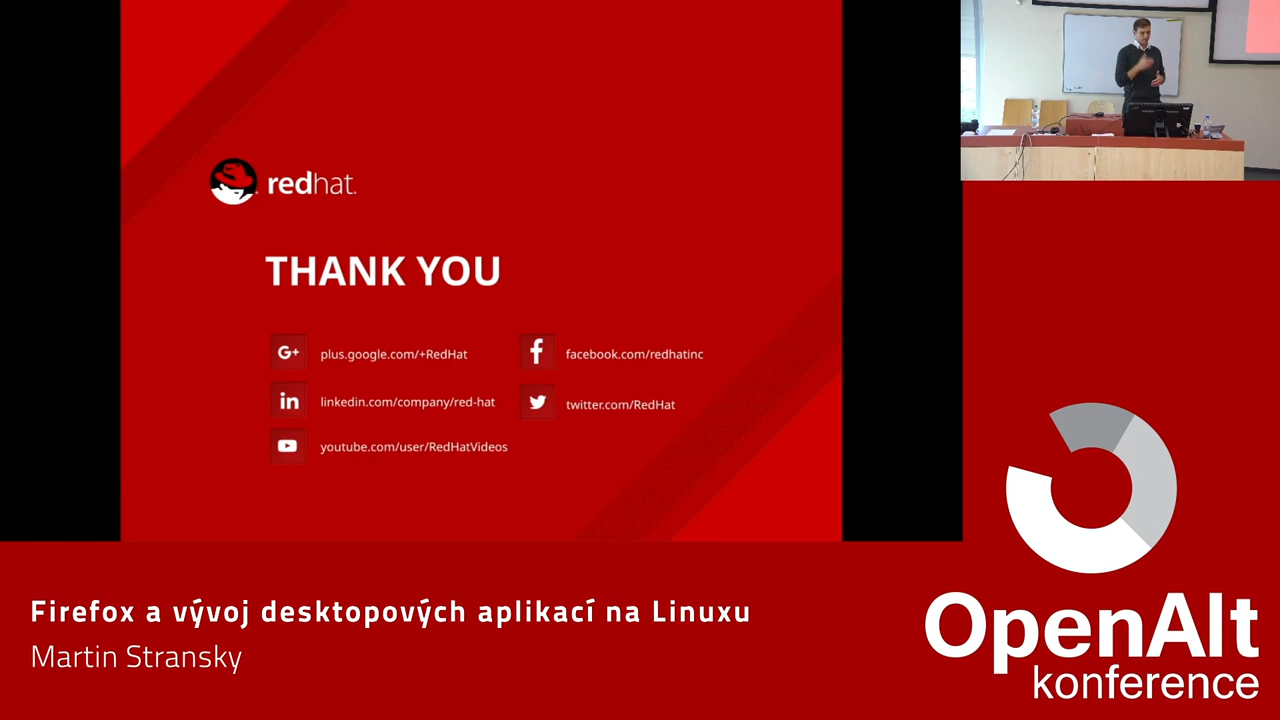 redhat.
THANK YOU
G+ plus.google.com/+RedHat
f facebook.com/redhatinc
in linkedin.com/company/red-hat
twitter.com/RedHat
youtube.com/user/RedHatVideos
Firefox a vývoj desktopových aplikací na Linuxu
Martin Stransky
OpenAlt
konference